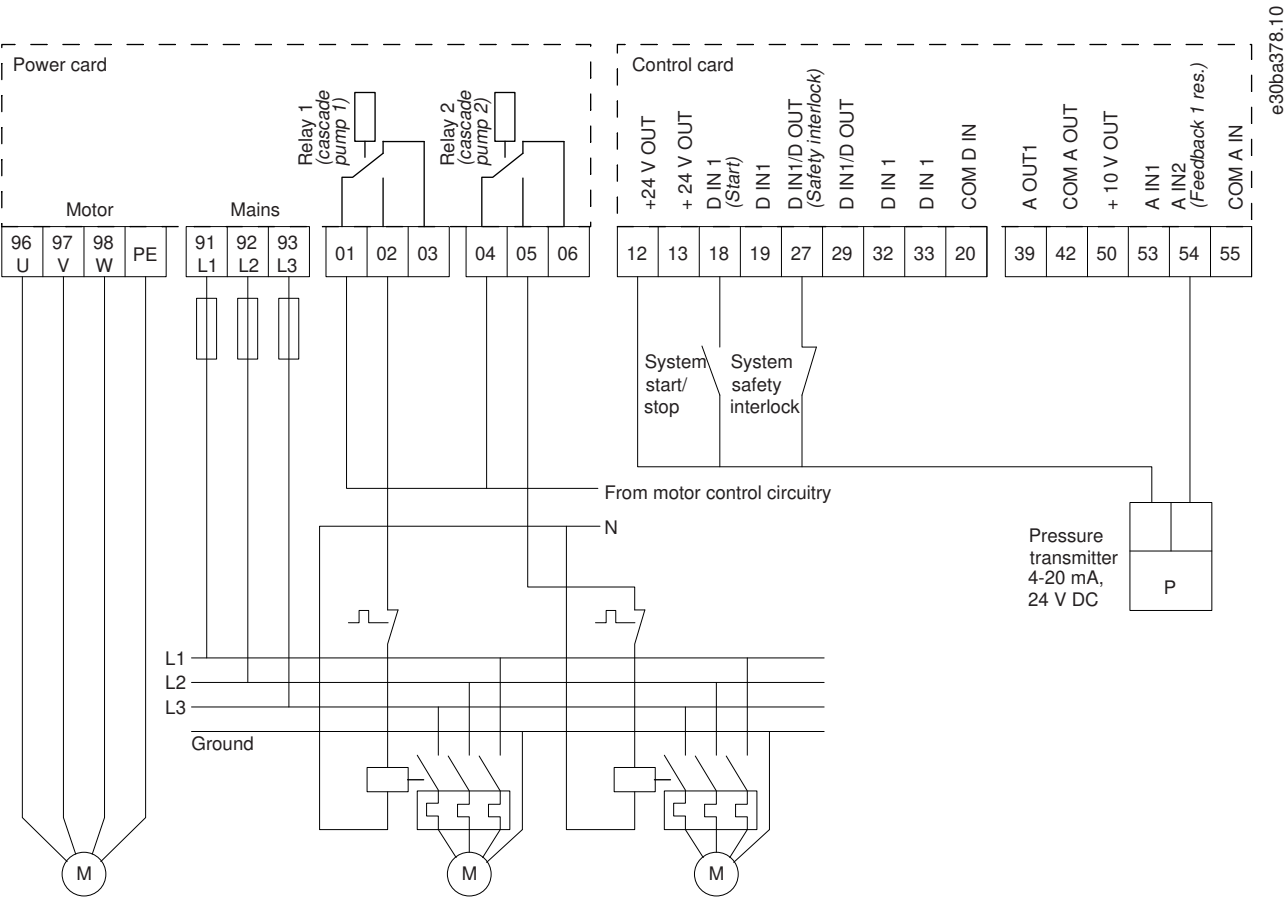 e30ba378.10
Power card
Relay 1
(cascade
pump 1)
Relay 2
(cascade
pump 2)
Motor
Mains
96
U
97
V
98
W
PE
91
L1
92
L2
93
L3
01
02
03
04
05
06
Control card
+24 V OUT
+ 24 V OUT
D IN 1
(Start)
D IN1
D IN1/D OUT
(Safety interlock)
D IN1/D OUT
D IN 1
D IN 1
COM D IN
A OUT1
COM A OUT
+ 10 V OUT
A IN1
A IN2
(Feedback 1 res.)
COM A IN
12
13
18
19
27
29
32
33
20
39
42
50
53
54
55
System
start/
stop
System
safety
interlock
From motor control circuitry
N
Pressure
transmitter
4-20 mA,
24 V DC
P
L1
L2
L3
Ground
M
M
M